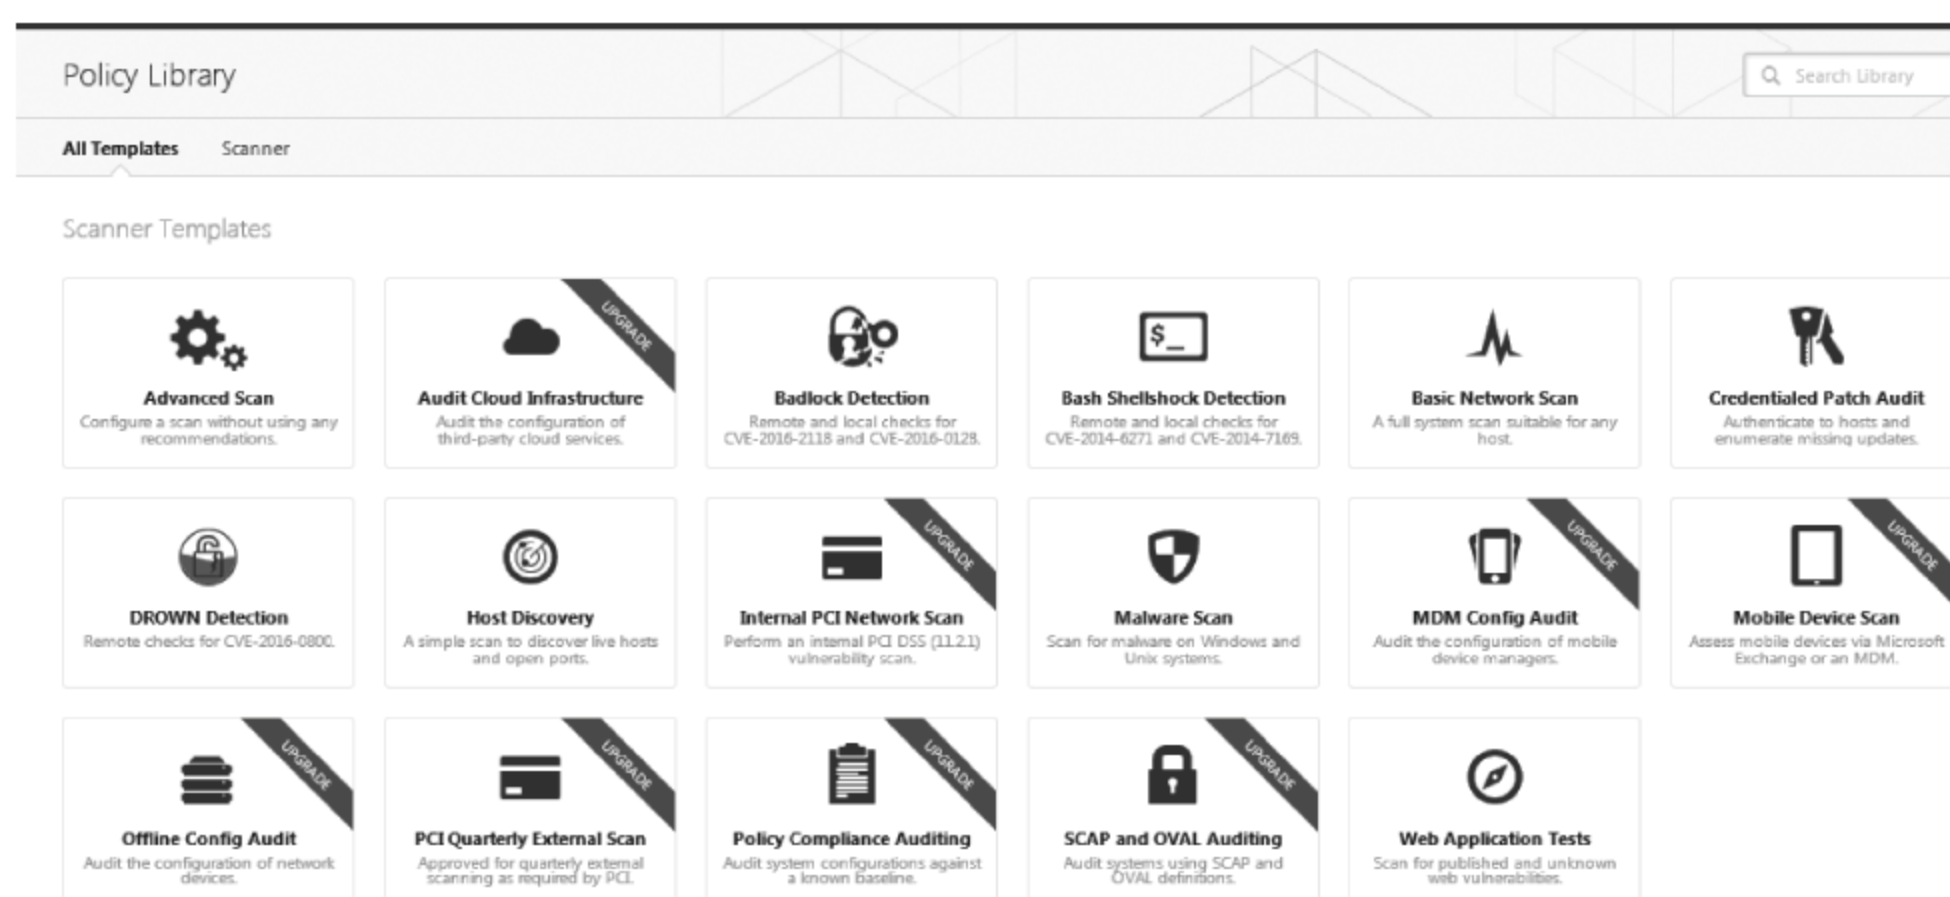 Policy Library
Search Library
All Templates
Scanner
Scanner Templates
UPGRADE
Advanced Scan
Configure a scan without using any
recommendations.
Audit Cloud Infrastructure
Audit the configuration of
third-party cloud services.
Badlock Detection
Remote and local checks for
CVE-2016-2118 and CVE-2016-0128.
Bash Shellshock Detection
Remote and local checks for
CVE-2014-6271 and CVE-2014-7169.
Basic Network Scan
A full system scan suitable for any
host.
Credentialed Patch Audit
Authenticate to hosts and
enumerate missing updates.
UPGRADE
UPGRADE
UPGRADE
DROWN Detection
Remote checks for CVE-2016-0800.
Host Discovery
A simple scan to discover live hosts
and open ports.
Internal PCI Network Scan
Perform an internal PCI DSS (11.2.1)
vulnerability scan.
Malware Scan
Scan for malware on Windows and
Unix systems.
MDM Config Audit
Audit the configuration of mobile
device managers.
Mobile Device Scan
Assess mobile devices via Microsoft
Exchange or an MDM.
UPGRADE
UPGRADE
UPGRADE
UPGRADE
Offline Config Audit
Audit the configuration of network
devices.
PCI Quarterly External Scan
Approved for quarterly external
scanning as required by PCI.
Policy Compliance Auditing
Audit system configurations against
a known baseline.
SCAP and OVAL Auditing
Audit systems using SCAP and
OVAL definitions.
Web Application Tests
Scan for published and unknown
web vulnerabilities.